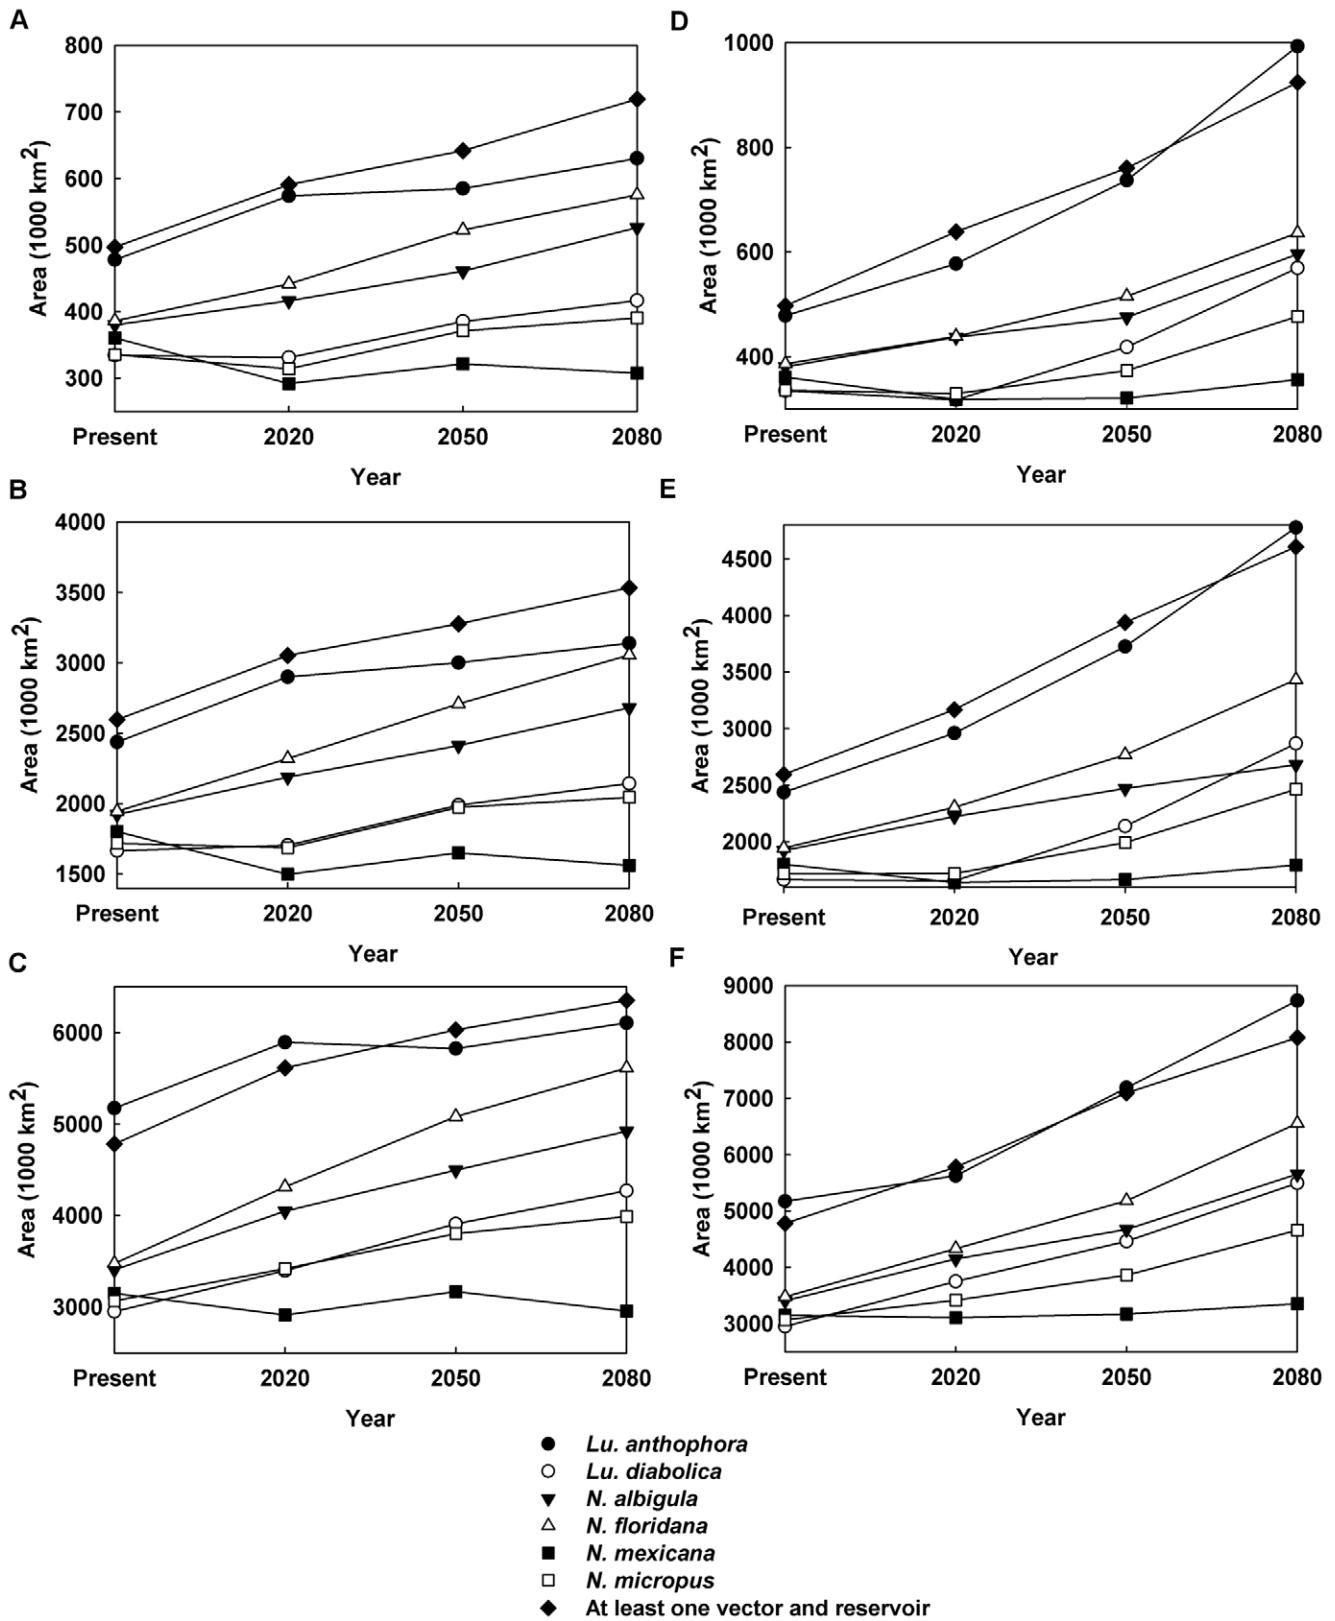 A
800
700
600
500
400
300
Area (1000 km²)
Present 2020 2050 2080
Year
D
1000
800
600
400
Area (1000 km²)
Present 2020 2050 2080
Year
B
4000
3500
3000
2500
2000
1500
Area (1000 km²)
Present 2020 2050 2080
Year
E
4500
4000
3500
3000
2500
2000
Area (1000 km²)
Present 2020 2050 2080
Year
C
6000
5000
4000
3000
Area (1000 km²)
Present 2020 2050 2080
Year
F
9000
8000
7000
6000
5000
4000
3000
Area (1000 km²)
Present 2020 2050 2080
Year
Lu. anthophora
Lu. diabolica
N. albigula
N. floridana
N. mexicana
N. micropus
At least one vector and reservoir